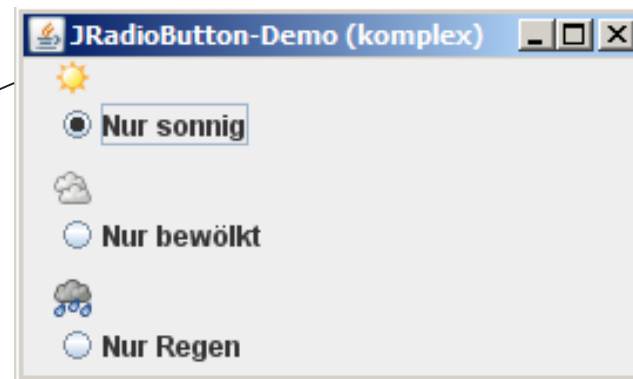 JRadioButton-Demo (komplex)
Nur sonnig
Nur bewölkt
Nur Regen